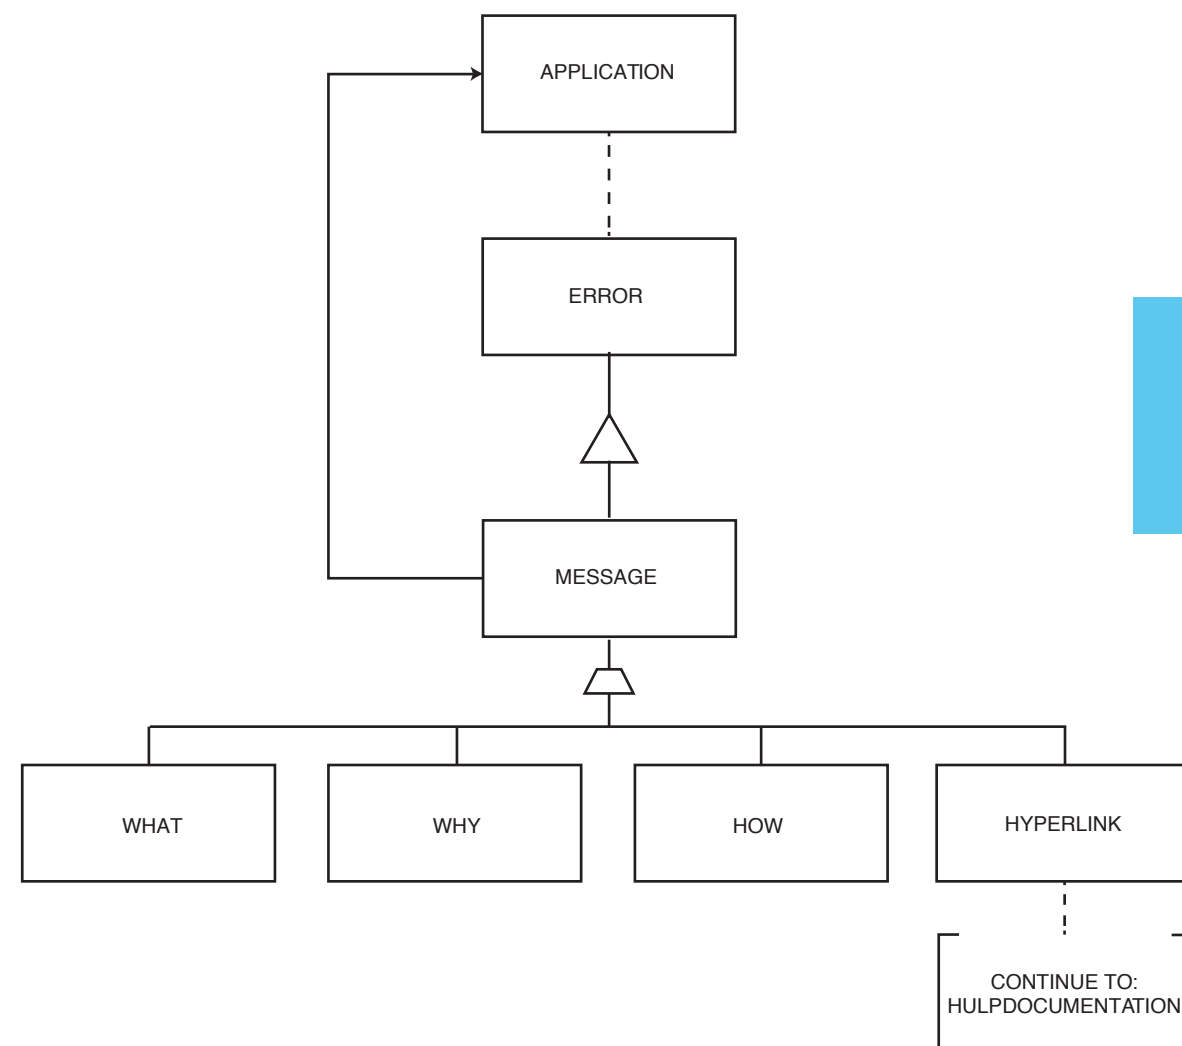 APPLICATION
ERROR
MESSAGE
WHAT
WHY
HOW
HYPERLINK
CONTINUE TO:
HULPDOCUMENTATION